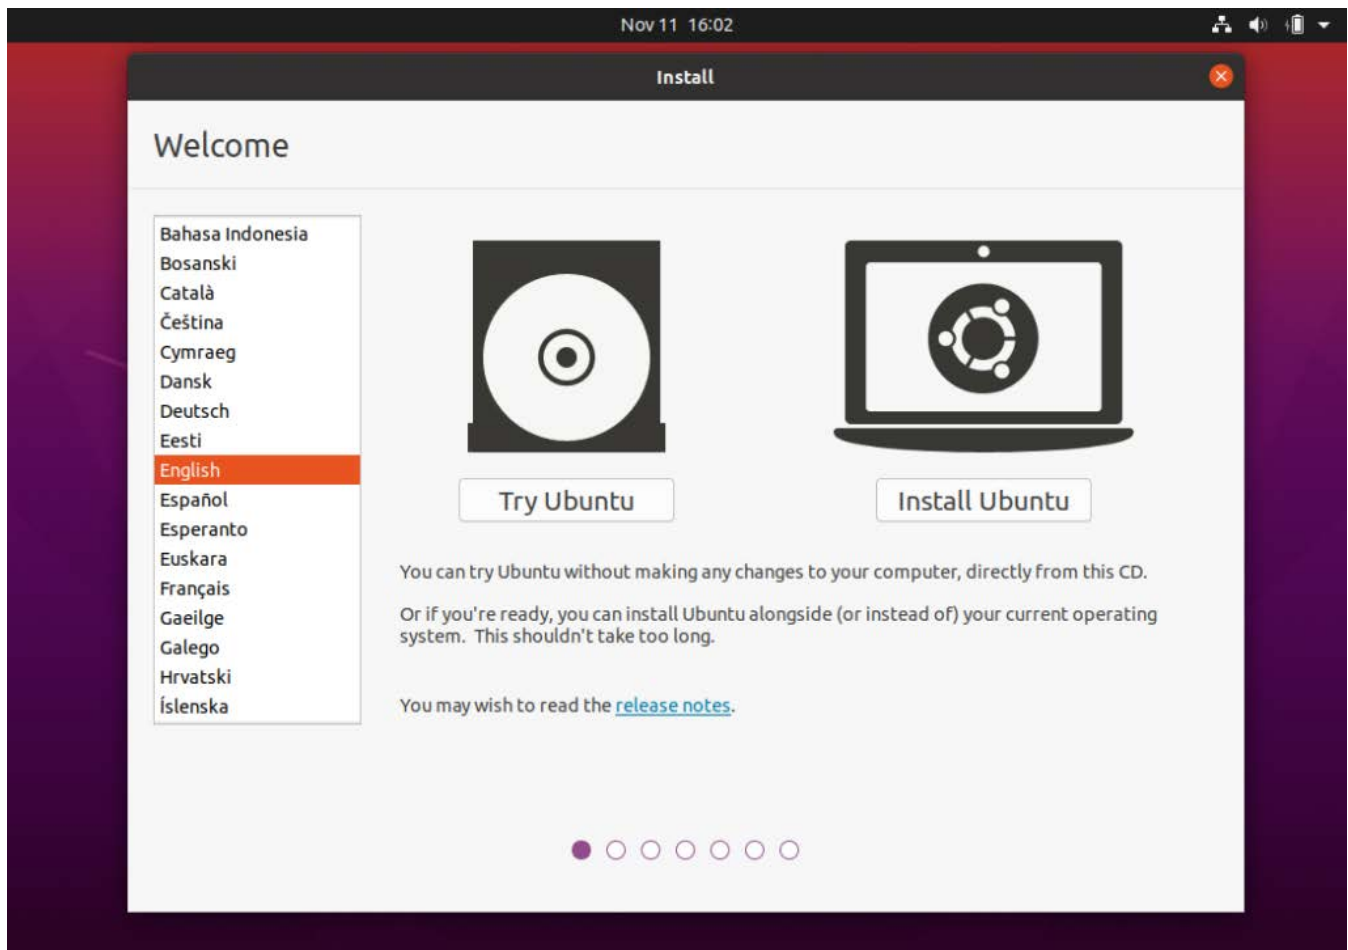 Nov 11  16:02
Install
Welcome
Bahasa Indonesia
Bosanski
Català
Čeština
Cymraeg
Dansk
Deutsch
Eesti
English
Español
Esperanto
Euskara
Français
Gaeilge
Galego
Hrvatski
Íslenska
Try Ubuntu
Install Ubuntu
You can try Ubuntu without making any changes to your computer, directly from this CD.
Or if you're ready, you can install Ubuntu alongside (or instead of) your current operating
system.  This shouldn't take too long.
You may wish to read the release notes.